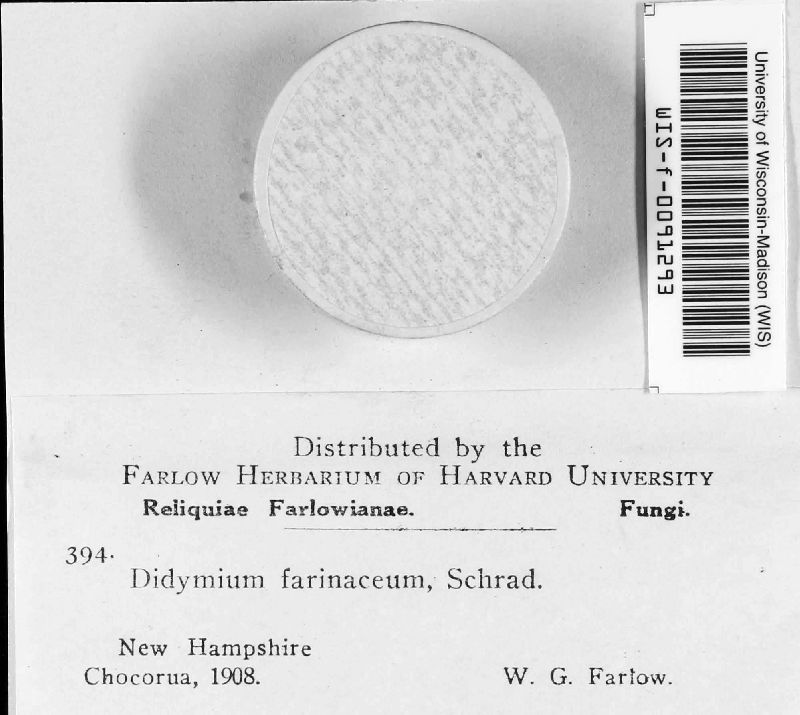 University of Wisconsin-Madison (WIS)
WIS-f-0091293
Distributed by the
FARLOW HERBARIUM OF HARVARD UNIVERSITY
Reliquiae Farlowianae. Fungi.
394.
Didymium farinaceum, Schrad.
New Hampshire
Chocorua, 1908. W. G. Farlow.